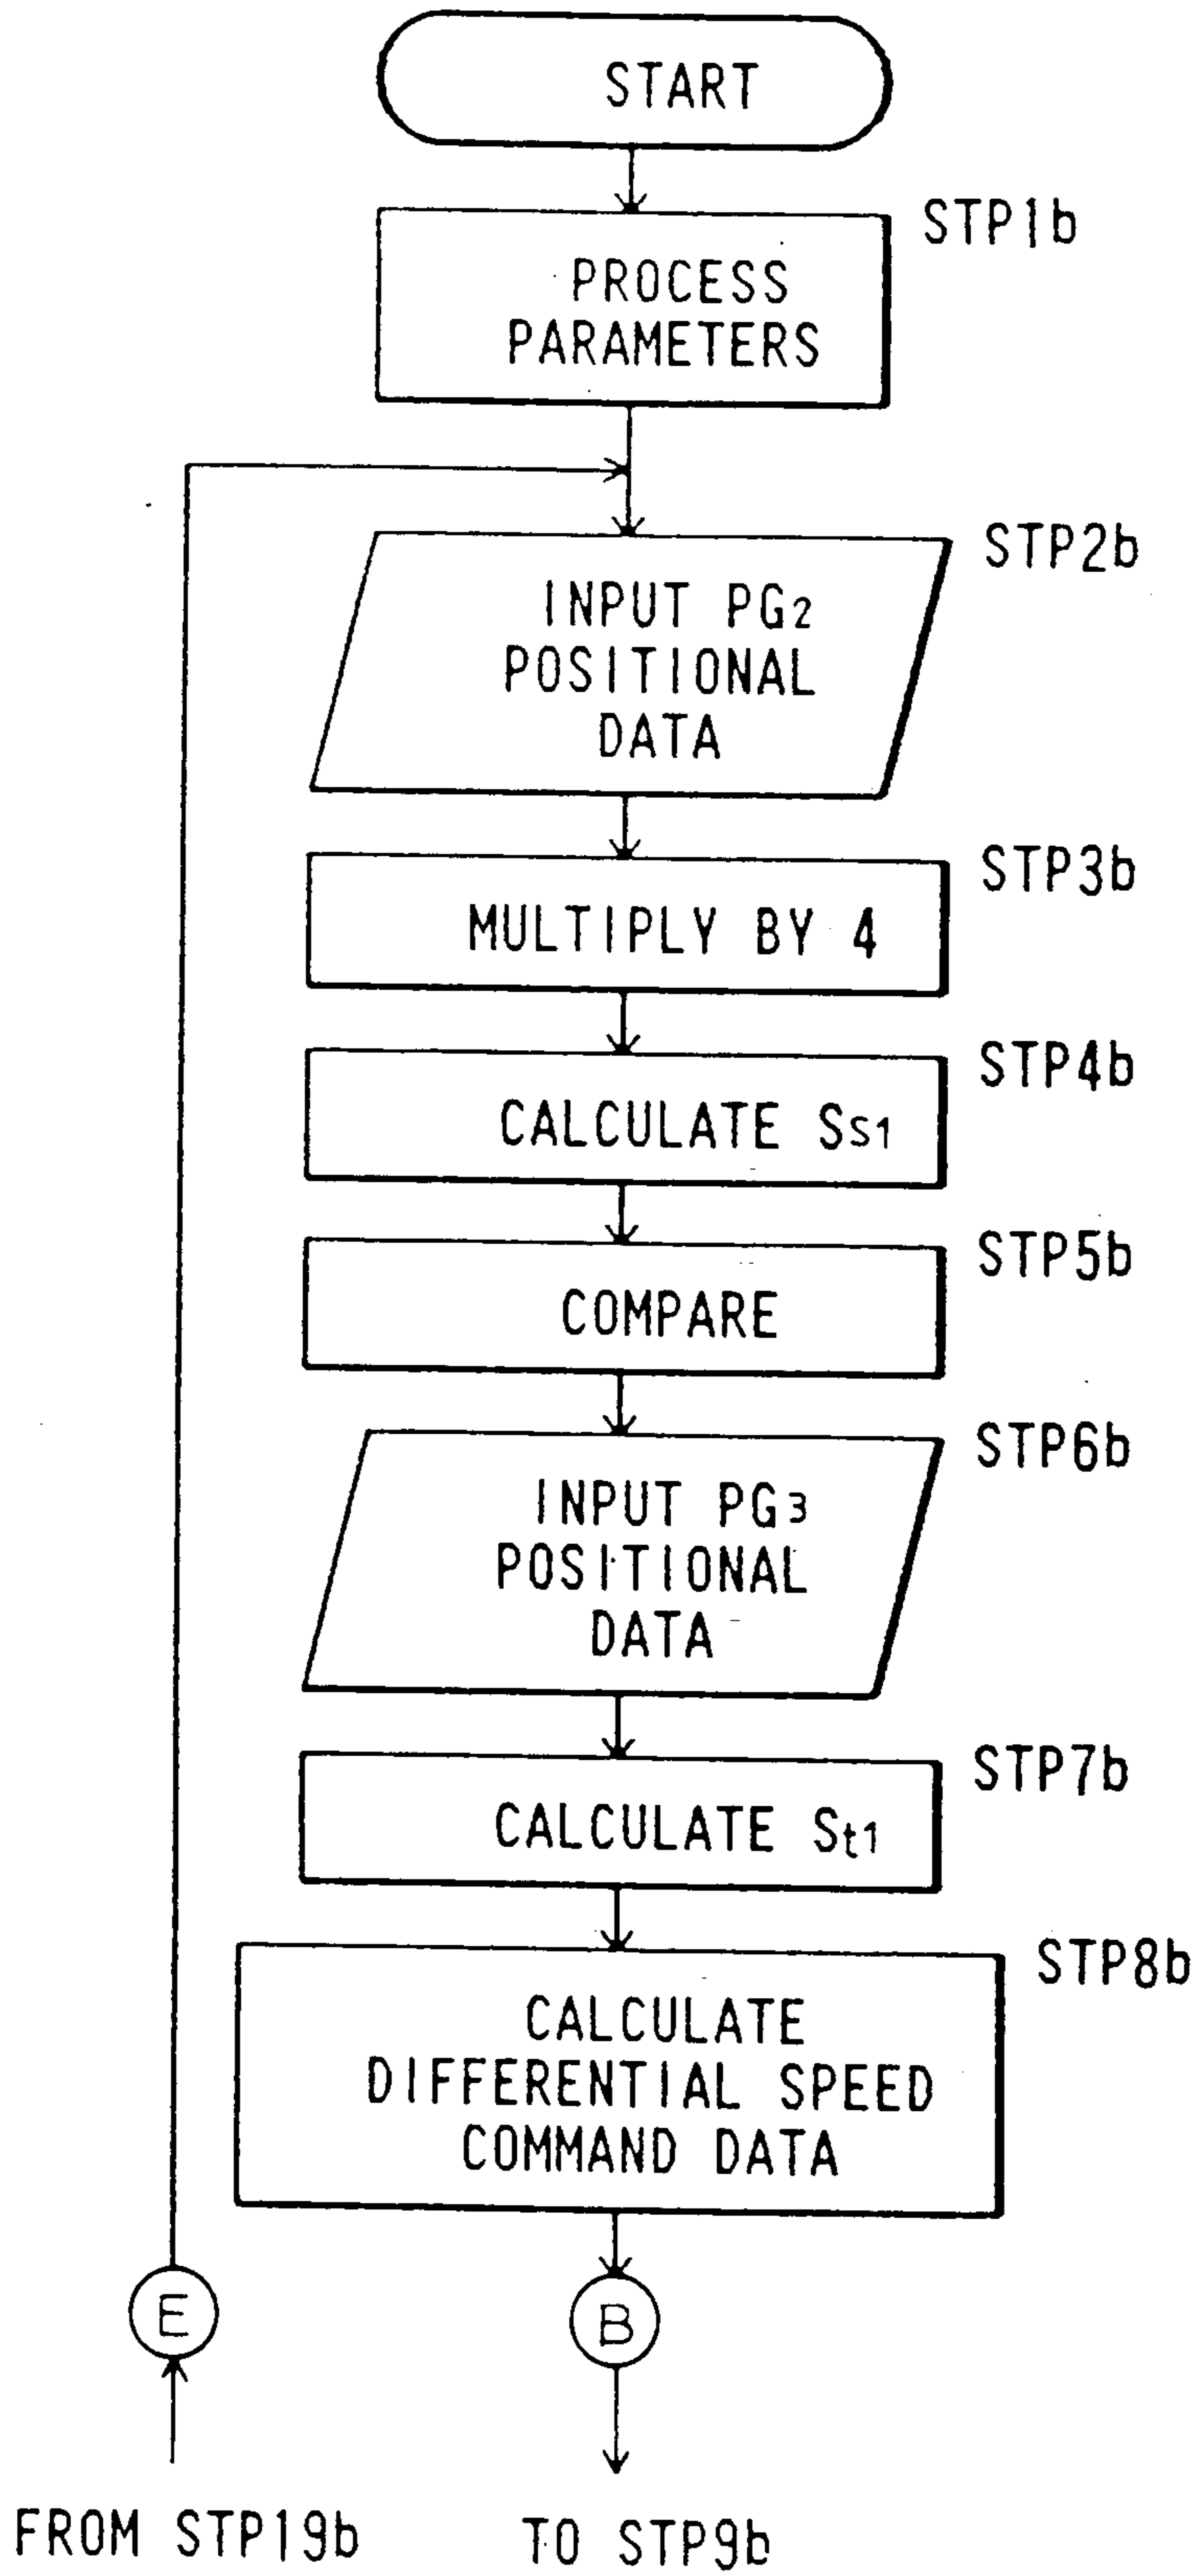 START
STP1b
PROCESS
PARAMETERS
STP2b
INPUT PG2
POSITIONAL
DATA
STP3b
MULTIPLY BY 4
STP4b
CALCULATE SS1
STP5b
COMPARE
STP6b
INPUT PG3
POSITIONAL
DATA
STP7b
CALCULATE St1
STP8b
CALCULATE
DIFFERENTIAL SPEED
COMMAND DATA
E
B
FROM STP19b
TO STP9b